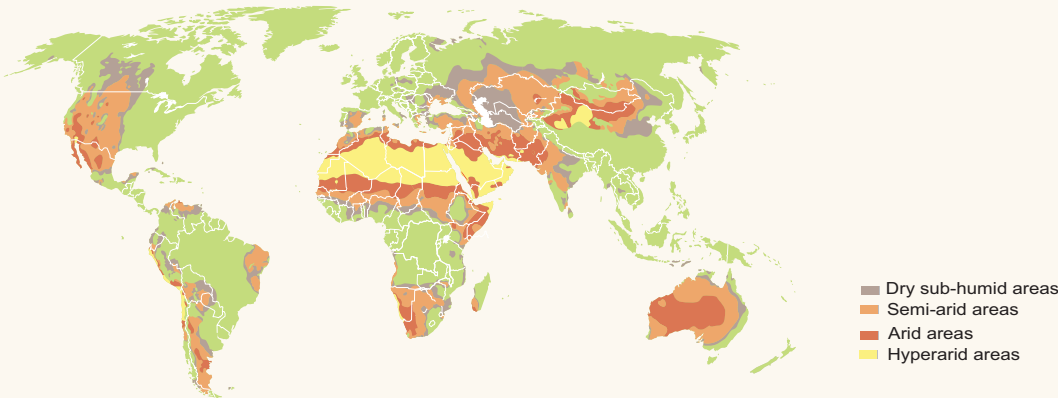 Dry sub-humid areas
Semi-arid areas
Arid areas
Hyperarid areas